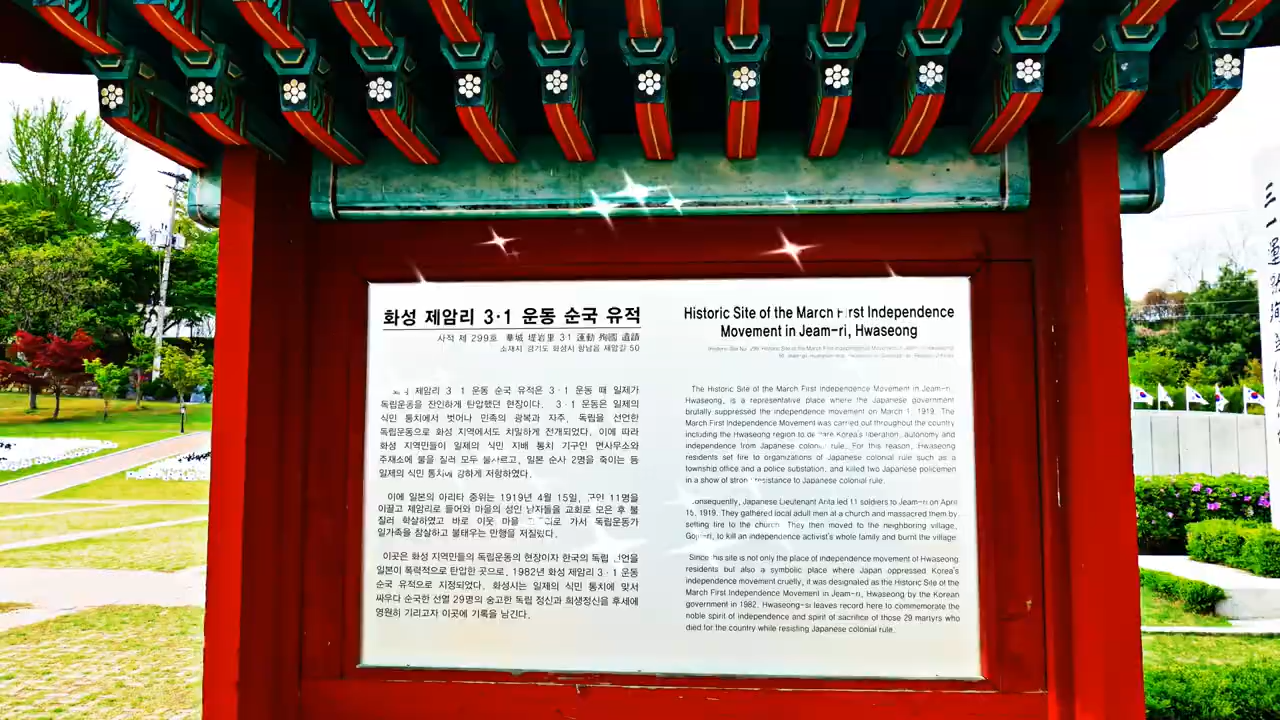 화성 제암리 3·1 운동 순국 유적
사적 제 299호 華城 堤岩里 3·1 運動 殉國 遺蹟
소재지 경기도 화성시 향남읍 제암길 50
제암리 3·1 운동 순국 유적은 3·1 운동 때 일제가
독립운동을 잔인하게 탄압했던 현장이다. 3·1 운동은 일제의
식민 통치에서 벗어나 민족의 광복과 자주, 독립을 선언한
독립운동으로 화성 지역에서도 치열하게 전개되었다. 이에 따라
화성 지역민들이 일제의 식민 지배 통치 기구인 면사무소와
주재소에 불을 질러 모두 불사르고, 일본 순사 2명을 죽이는 등
일제의 식민 통치에 강하게 저항하였다.
이에 일본의 아리타 중위는 1919년 4월 15일, 군인 11명을
이끌고 제암리로 들어와 마을의 성인 남자들을 교회로 모은 후 불
질러 학살하였고 바로 이웃 마을 가서 독립운동가
일가족을 참살하고 불태우는 만행을 저질렀다.
이곳은 화성 지역민들의 독립운동의 현장이자 한국의 독립 선언을
일본이 폭력적으로 탄압한 곳으로, 1982년 화성 제암리 3·1 운동
순국 유적으로 지정되었다. 화성시는 일제의 식민 통치에 맞서
싸우다 순국한 선열 29명의 숭고한 독립 정신과 희생정신을 후세에
영원히 기리고자 이곳에 기록을 남긴다.
Historic Site of the March First Independence
Movement in Jeam-ri, Hwaseong
Historic Site No. 299 Historic Site of the March First Independence Movement in Jeam-ri, Hwaseong
The Historic Site of the March First Independence Movement in Jeam-ri,
Hwaseong, is a representative place where the Japanese government
brutally suppressed the independence movement on March 1, 1919. The
March First Independence Movement was carried out throughout the country
including the Hwaseong region to declare Korea's liberation, autonomy and
independence from Japanese colonial rule. For this reason, Hwaseong
residents set fire to organizations of Japanese colonial rule such as a
township office and a police substation, and killed two Japanese policemen
in a show of strong resistance to Japanese colonial rule.
Consequently, Japanese Lieutenant Arita led 11 soldiers to Jeam-ri on April
15, 1919. They gathered local adult men at a church and massacred them by
setting fire to the church. They then moved to the neighboring village,
Goju-ri, to kill an independence activist's whole family and burnt the village.
Since this site is not only the place of independence movement of Hwaseong
residents but also a symbolic place where Japan oppressed Korea's
independence movement cruelly, it was designated as the Historic Site of the
March First Independence Movement in Jeam-ri, Hwaseong by the Korean
government in 1982. Hwaseong-si leaves record here to commemorate the
noble spirit of independence and spirit of sacrifice of those 29 martyrs who
died for the country while resisting Japanese colonial rule.
三一運動